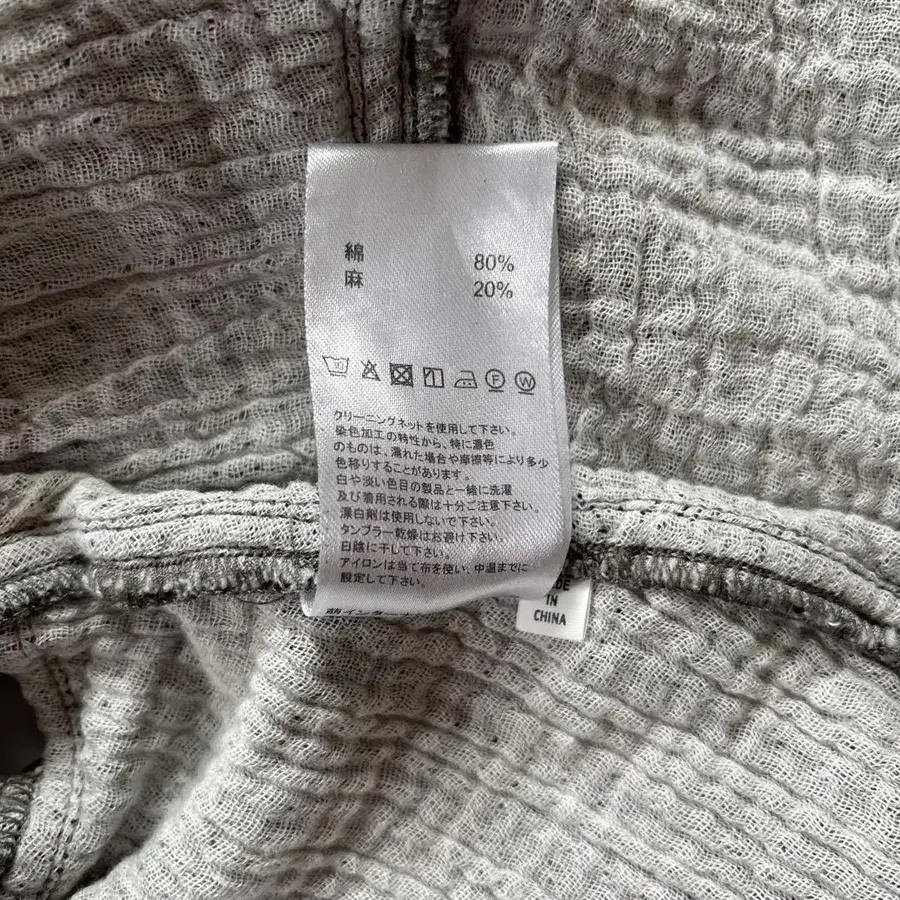 綿 80%
麻 20%
F W
クリーニングネットを使用して下さい。
染色加工の特性から、特に濃色
のものは、濡れた場合や摩擦等により多少
色移りすることがあります。
白や淡い色目の製品と一緒に洗濯
及び着用される際は十分ご注意下さい。
漂白剤は使用しないで下さい。
タンブラー乾燥はお避け下さい。
日陰に干して下さい。
アイロンは当て布を使い、中温までに
設定して下さい。
IN
CHINA